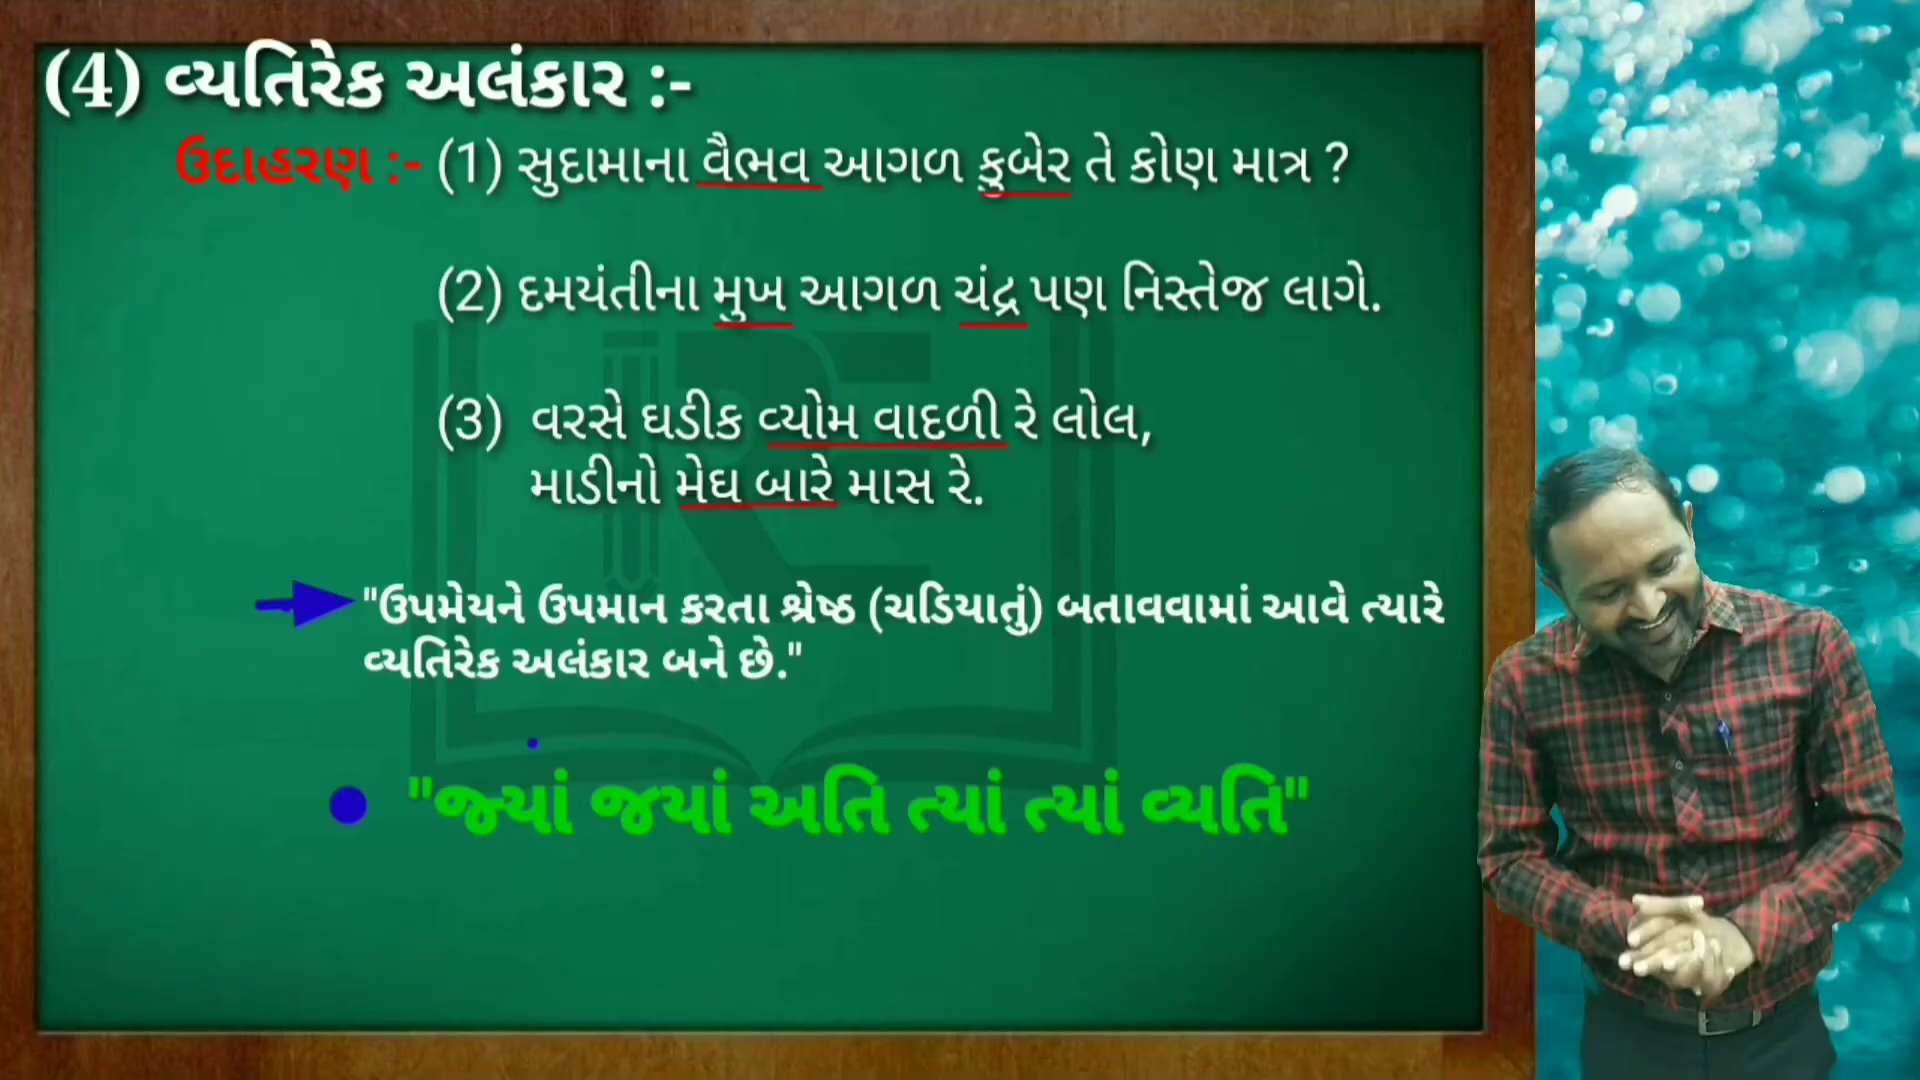 (4) વ્યતિરેક અલંકાર :-
ઉદાહરણ :- (1) સુદામાના વૈભવ આગળ કુબેર તે કોણ માત્ર ?
(2) દમયંતીના મુખ આગળ ચંદ્ર પણ નિસ્તેજ લાગે.
(3) વરસે ઘડીક વ્યોમ વાદળી રે લોલ,
માડીનો મેઘ બારે માસ રે.
"ઉપમેયને ઉપમાન કરતા શ્રેષ્ઠ (ચડિયાતું) બતાવવામાં આવે ત્યારે
વ્યતિરેક અલંકાર બને છે."
"જ્યાં જયાં અતિ ત્યાં ત્યાં વ્યતિ"